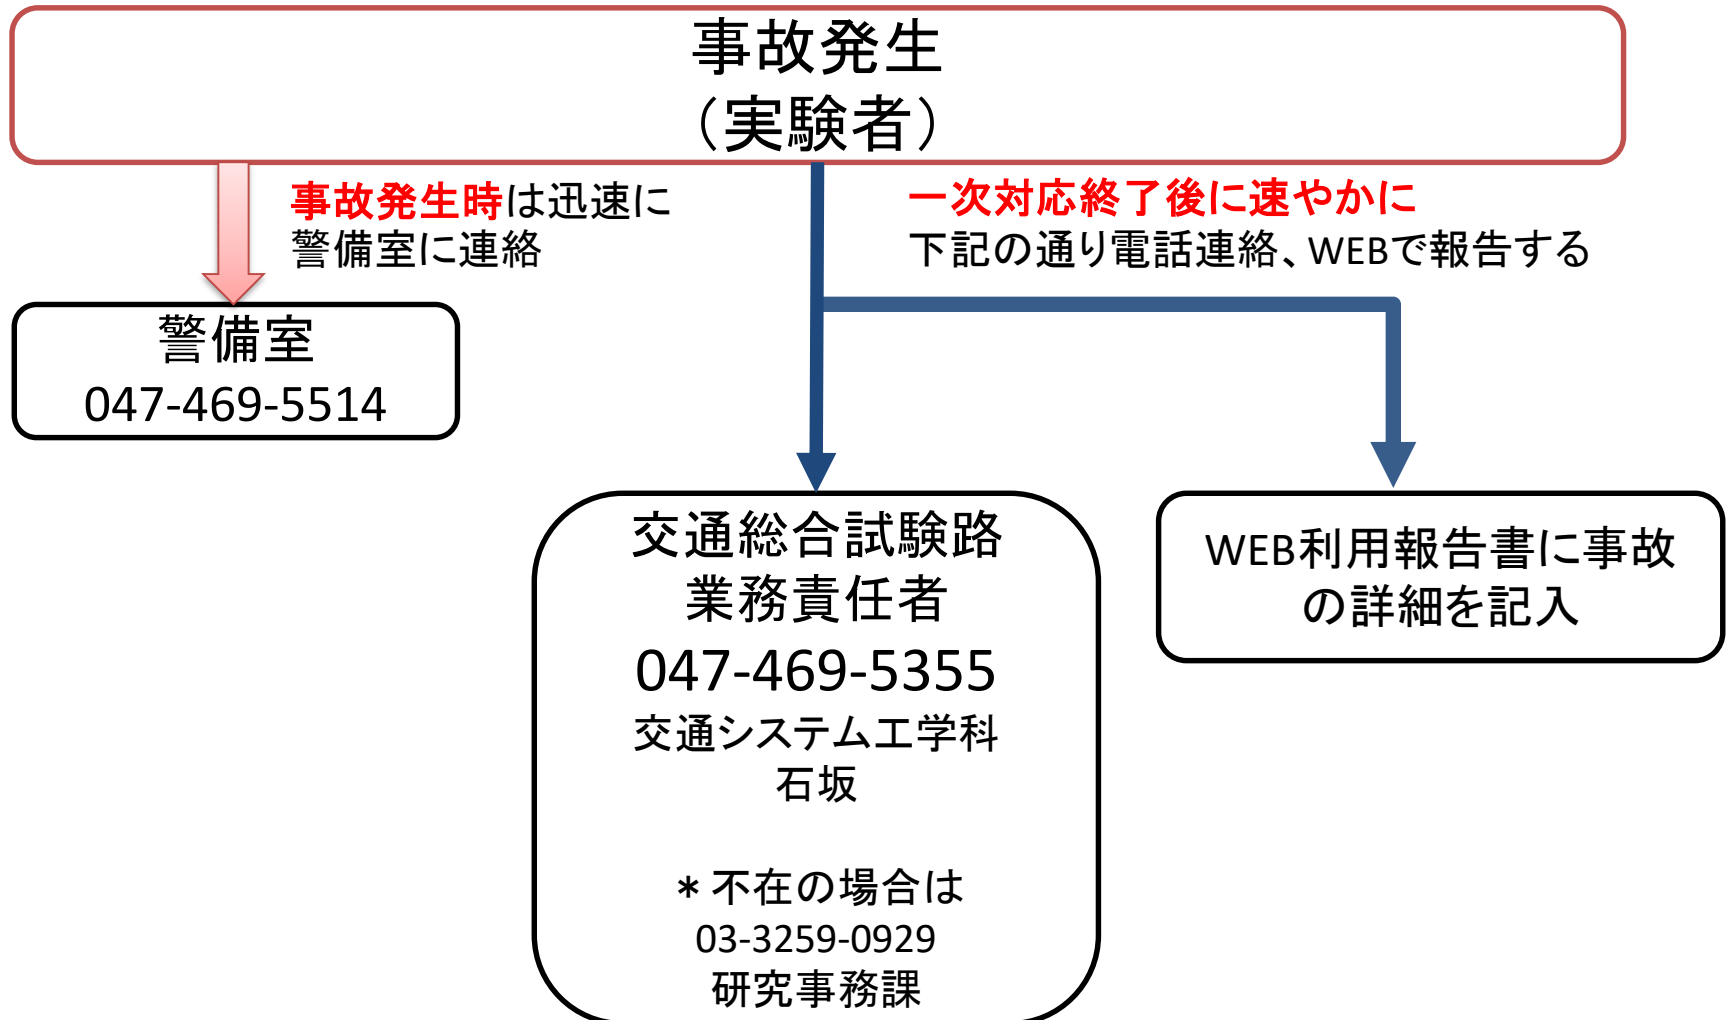 事故発生
（実験者）
事故発生時は迅速に
警備室に連絡
一次対応終了後に速やかに
下記の通り電話連絡、WEBで報告する
警備室
047-469-5514
交通総合試験路
業務責任者
047-469-5355
交通システム工学科
石坂
＊不在の場合は
03-3259-0929
研究事務課
WEB利用報告書に事故
の詳細を記入